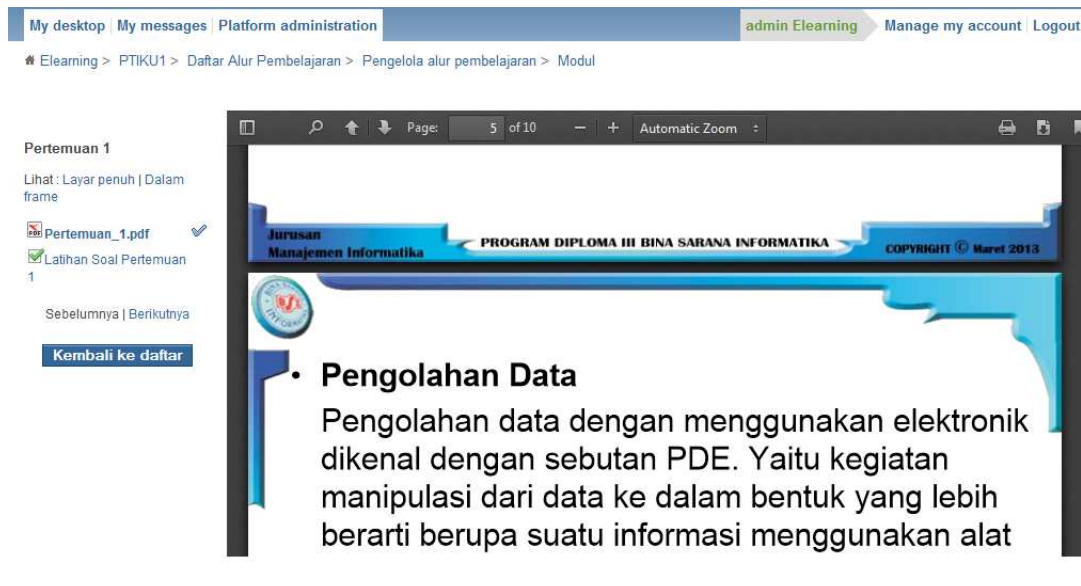 My desktop My messages Platform administration admin Elearning Manage my account Logout
Elearning > PTIKU1 > Daftar Alur Pembelajaran > Pengelola alur pembelajaran > Modul
Page: 5 of 10 Automatic Zoom
Pertemuan 1
Lihat : Layar penuh | Dalam
frame
Pertemuan_1.pdf
Latihan Soal Pertemuan
1
Sebelumnya | Berikutnya
Kembali ke daftar
Jurusan
Manajemen Informatika
PROGRAM DIPLOMA III BINA SARANA INFORMATIKA
COPYRIGHT © Maret 2013
• Pengolahan Data
Pengolahan data dengan menggunakan elektronik
dikenal dengan sebutan PDE. Yaitu kegiatan
manipulasi dari data ke dalam bentuk yang lebih
berarti berupa suatu informasi menggunakan alat